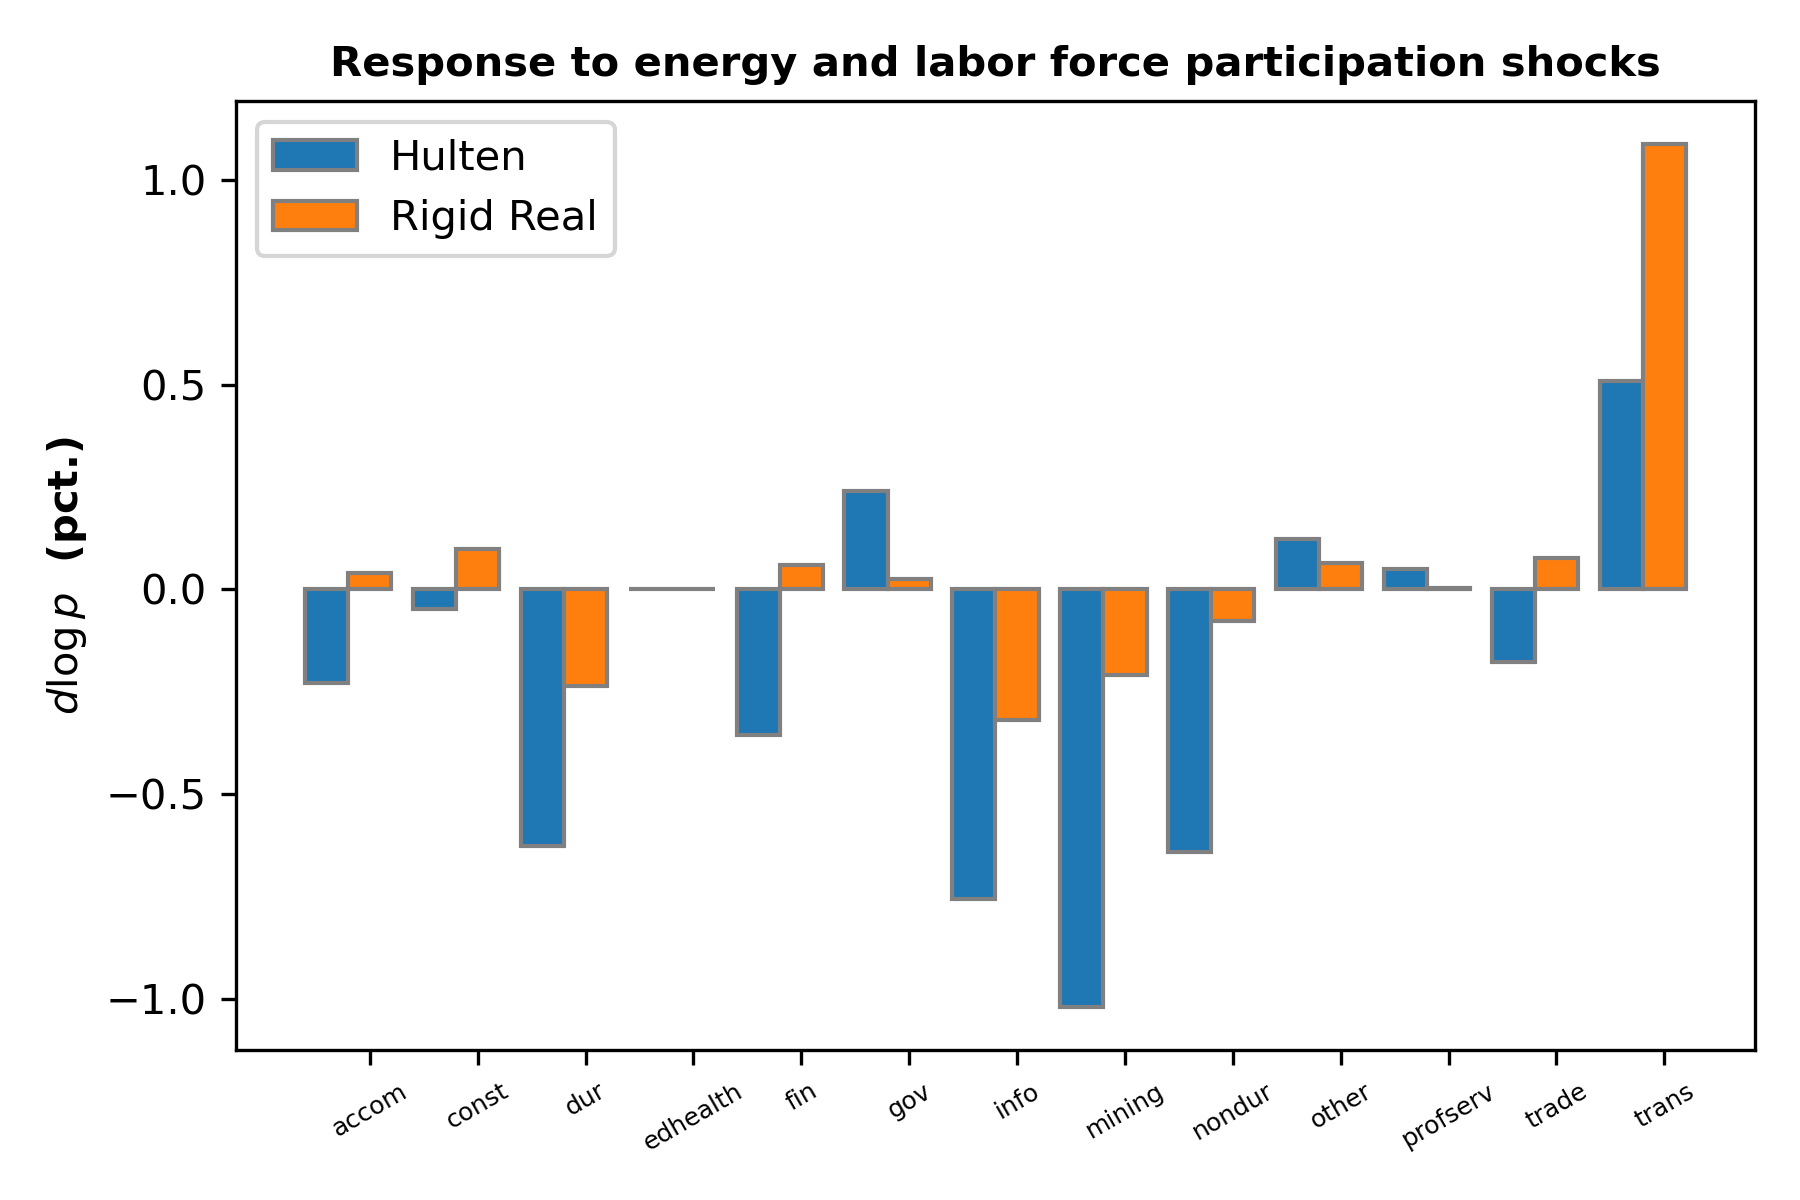 Response to energy and labor force participation shocks
Hulten
Rigid Real
dlog p (pct.)
1.0
0.5
0.0
−0.5
−1.0
accom
const
dur
edhealth
fin
gov
info
mining
nondur
other
profserv
trade
trans